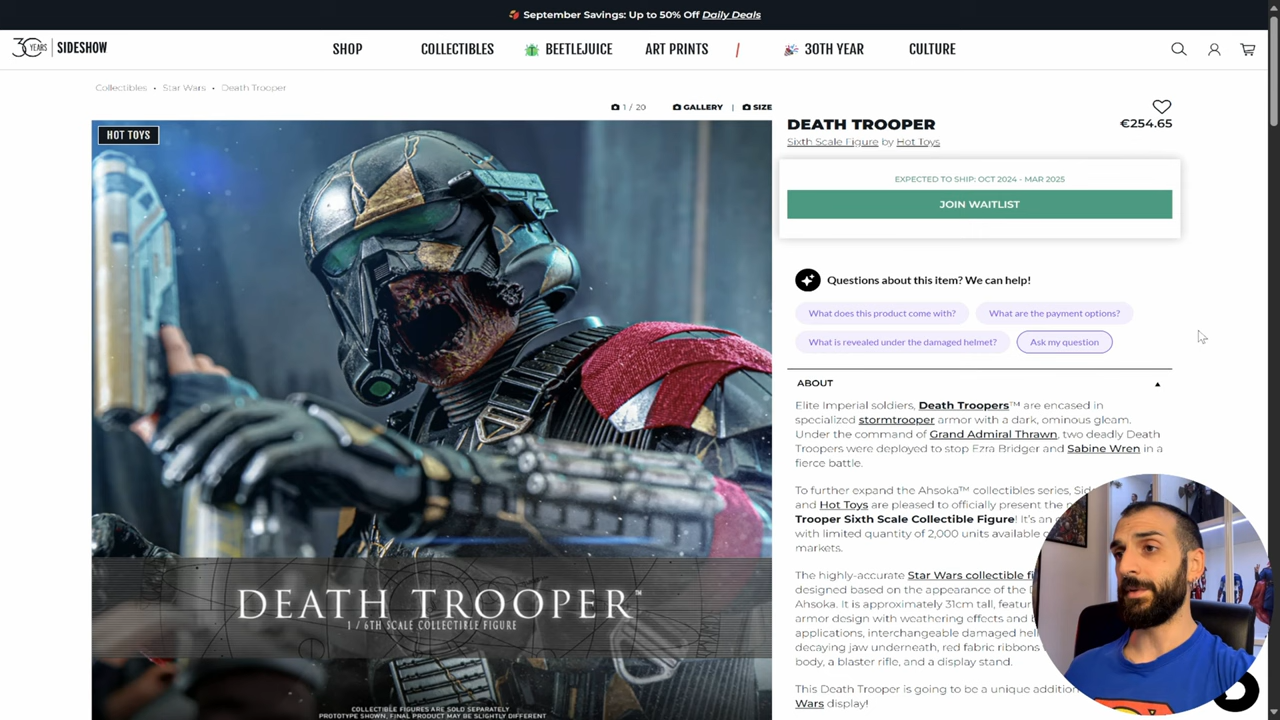 September Savings: Up to 50% Off Daily Deals
30 YEARS | SIDESHOW
SHOP
COLLECTIBLES
BEETLEJUICE
ART PRINTS
/
30TH YEAR
CULTURE
Collectibles • Star Wars • Death Trooper
1 / 20
GALLERY | SIZE
HOT TOYS
DEATH TROOPER™
1 / 6TH SCALE COLLECTIBLE FIGURE
COLLECTIBLE FIGURES ARE SOLD SEPARATELY
PROTOTYPE SHOWN, FINAL PRODUCT MAY BE SLIGHTLY DIFFERENT
DEATH TROOPER
€254.65
Sixth Scale Figure by Hot Toys
EXPECTED TO SHIP: OCT 2024 - MAR 2025
JOIN WAITLIST
Questions about this item? We can help!
What does this product come with?
What are the payment options?
What is revealed under the damaged helmet?
Ask my question
ABOUT
Elite Imperial soldiers, Death Troopers™ are encased in
specialized stormtrooper armor with a dark, ominous gleam.
Under the command of Grand Admiral Thrawn, two deadly Death
Troopers were deployed to stop Ezra Bridger and Sabine Wren in a
fierce battle.
To further expand the Ahsoka™ collectibles series,
and Hot Toys are pleased to officially present the
Trooper Sixth Scale Collectible Figure! It's an
with limited quantity of 2,000 units available
markets.
The highly-accurate Star Wars collectible
designed based on the appearance of the
Ahsoka. It is approximately 31cm tall,
armor design with weathering effects and
applications, interchangeable damaged
decaying jaw underneath, red fabric ribbons
body, a blaster rifle, and a display stand.
This Death Trooper is going to be a unique
Wars display!